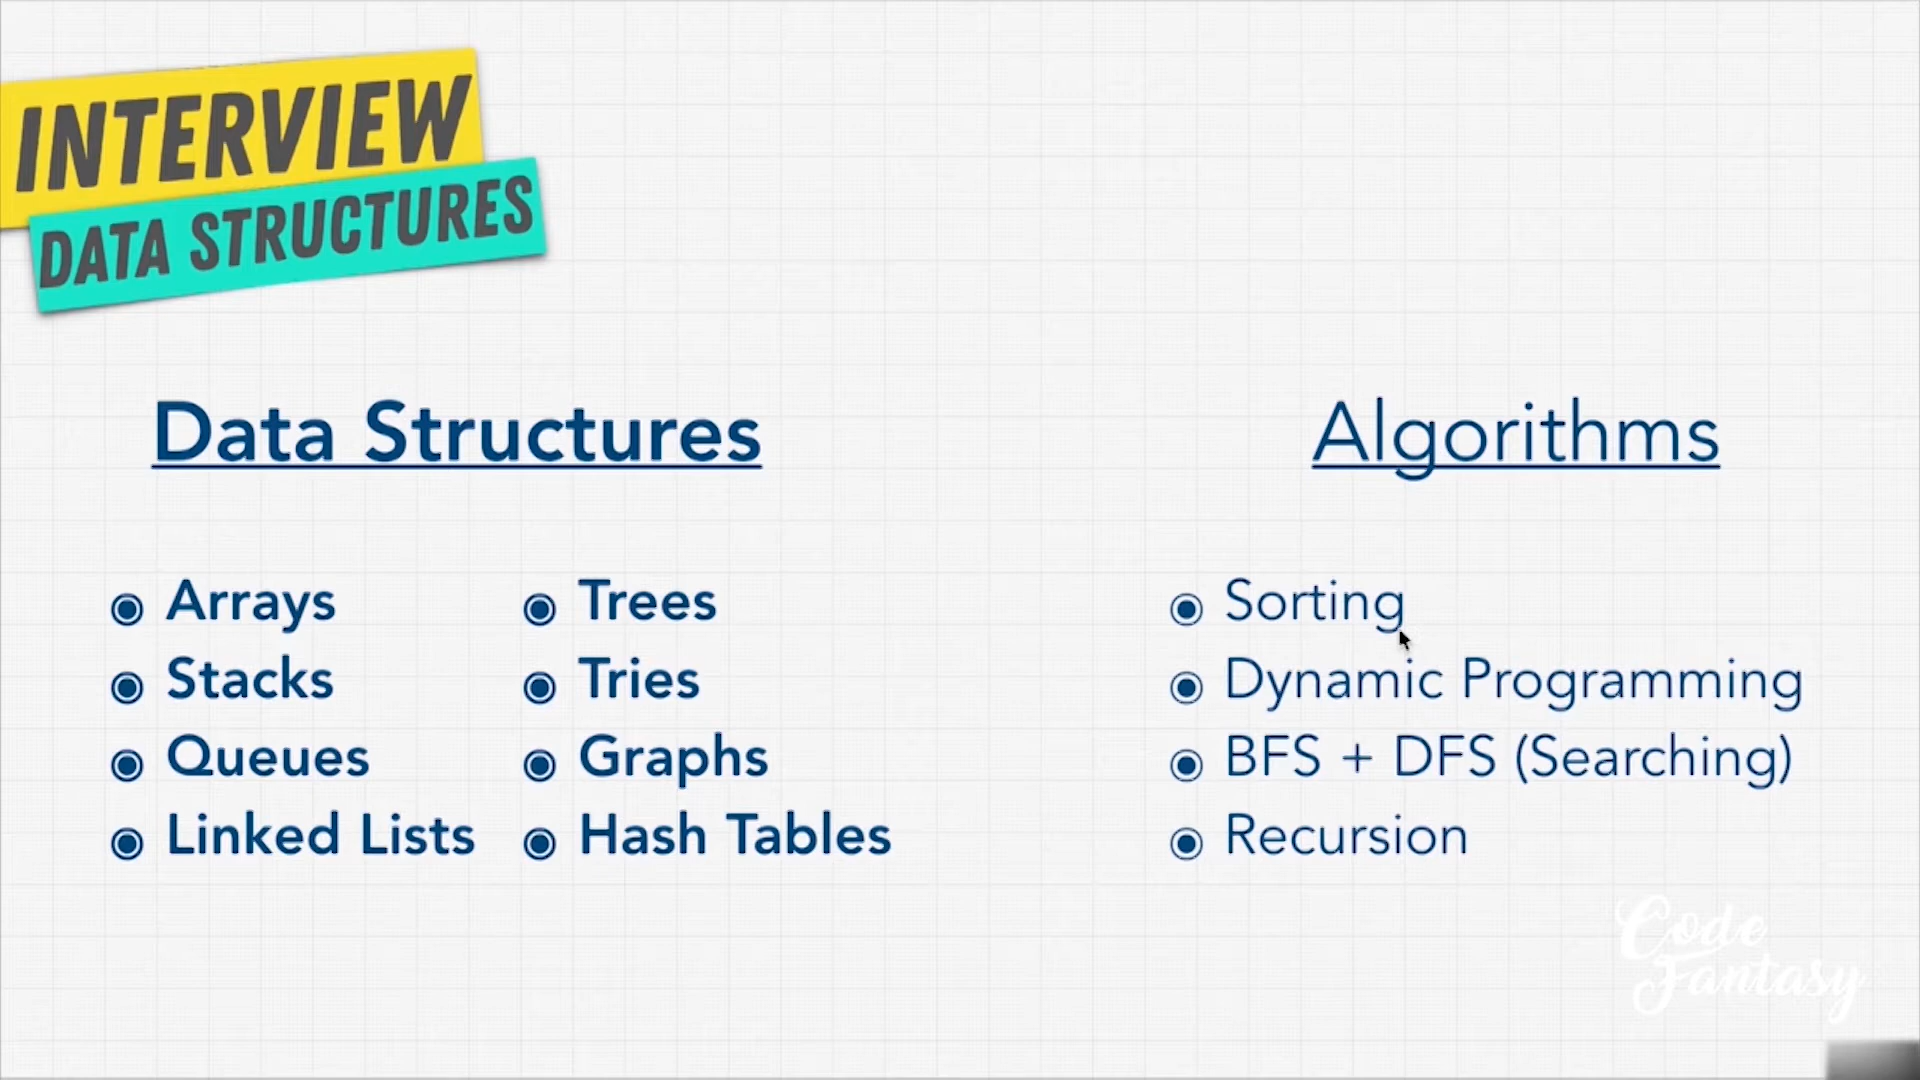 INTERVIEW
DATA STRUCTURES
Data Structures
Arrays
Stacks
Queues
Linked Lists
Trees
Tries
Graphs
Hash Tables
Algorithms
Sorting
Dynamic Programming
BFS + DFS (Searching)
Recursion
Code
Fantasy